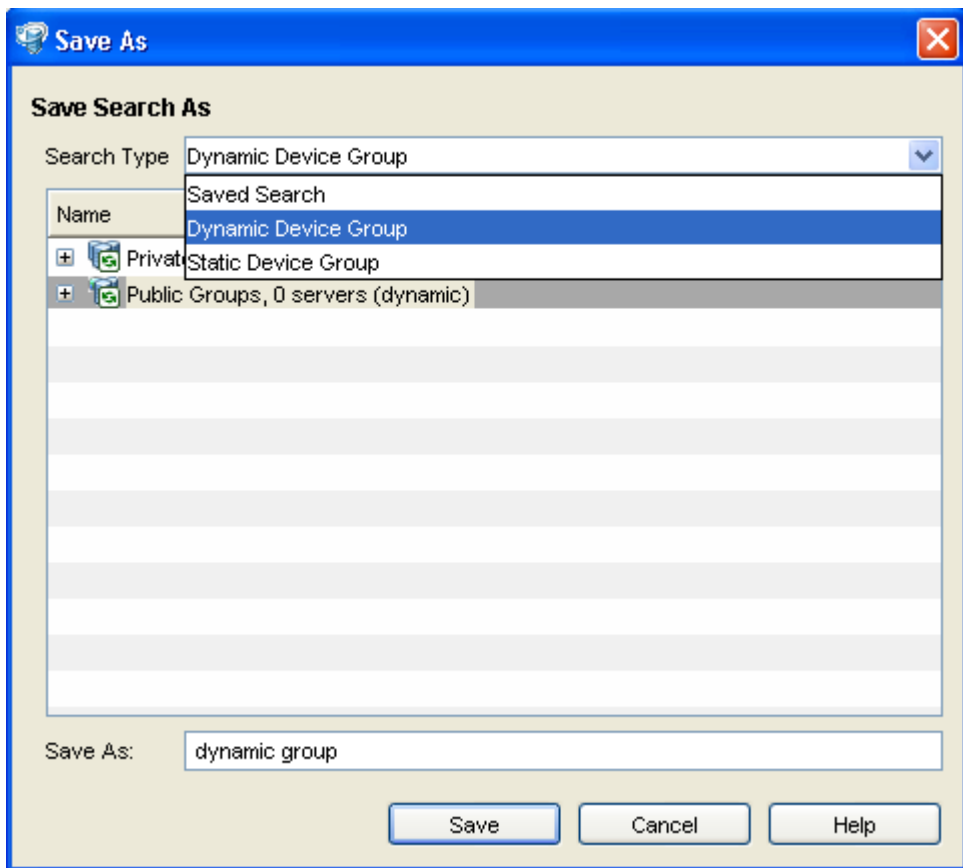 Save As
Save Search As
Search Type Dynamic Device Group
Saved Search
Name
Dynamic Device Group
Static Device Group
Public Groups, 0 servers (dynamic)
Save As: dynamic group
Save Cancel Help